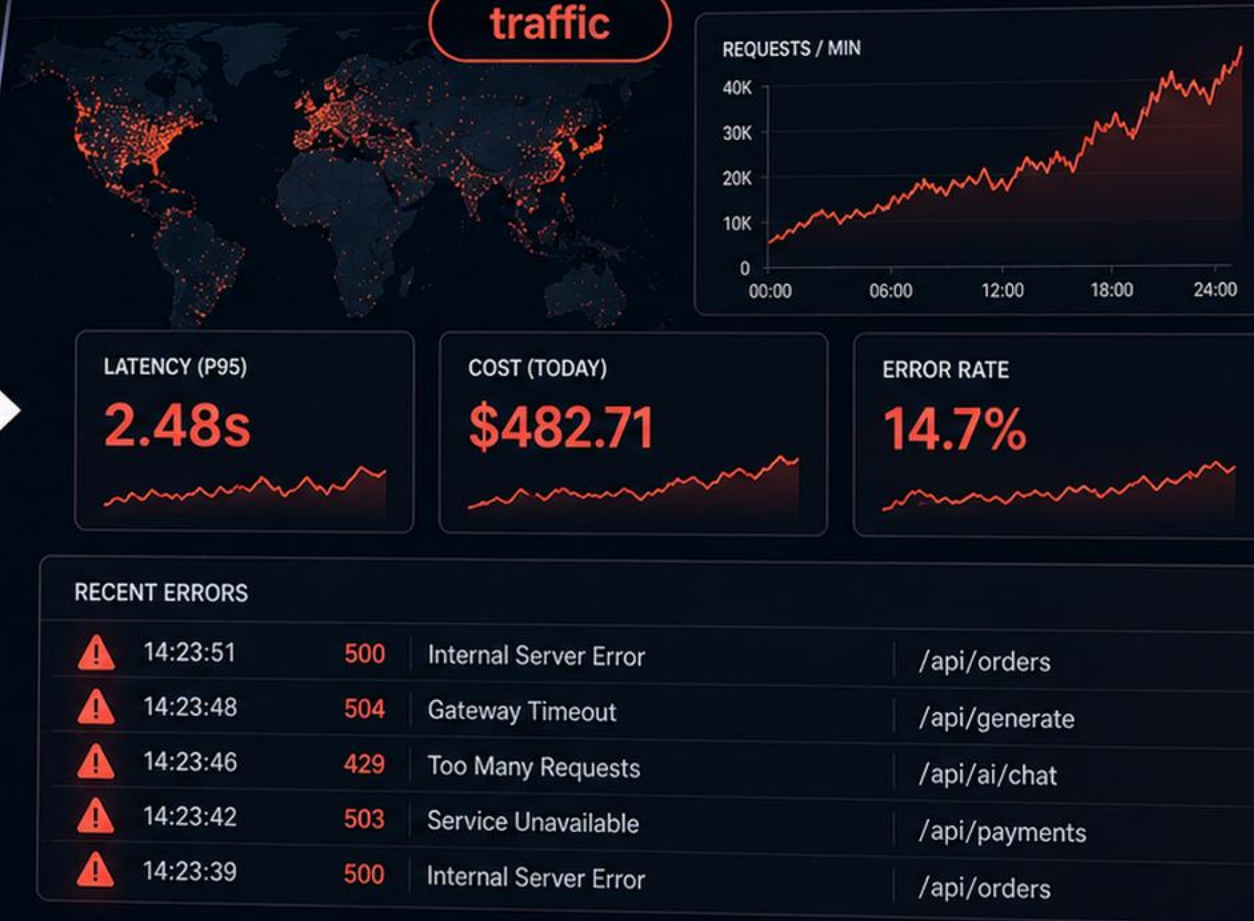 traffic
REQUESTS / MIN
40K
30K
20K
10K
0
00:00 06:00 12:00 18:00 24:00
LATENCY (P95)
2.48s
COST (TODAY)
$482.71
ERROR RATE
14.7%
RECENT ERRORS
14:23:51 500 Internal Server Error /api/orders
14:23:48 504 Gateway Timeout /api/generate
14:23:46 429 Too Many Requests /api/ai/chat
14:23:42 503 Service Unavailable /api/payments
14:23:39 500 Internal Server Error /api/orders